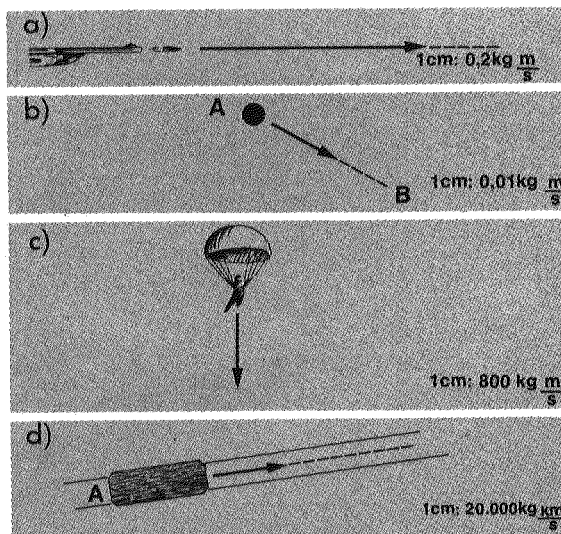 a)
1cm: 0,2kg m/s
b)
A
B
1cm: 0,01kg m/s
c)
1cm: 800 kg m/s
d)
A
1cm: 20.000kg km/s